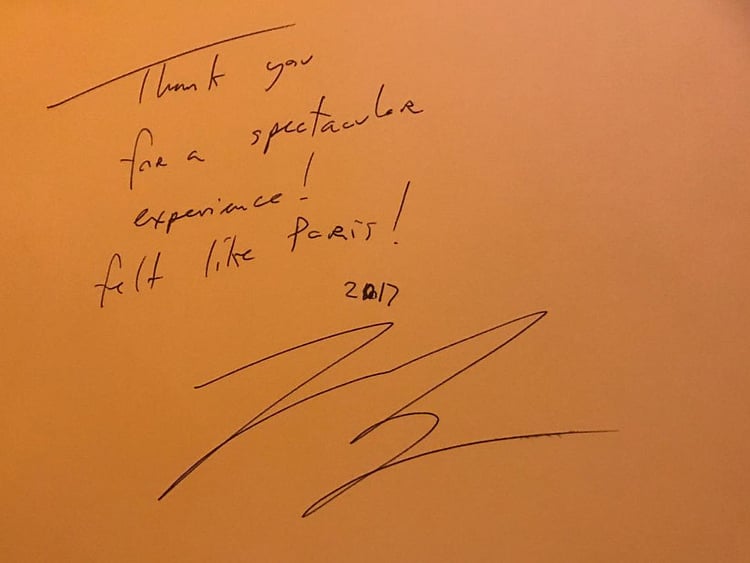 Thank you
for a spectacular
experience!
felt like Paris!
2017